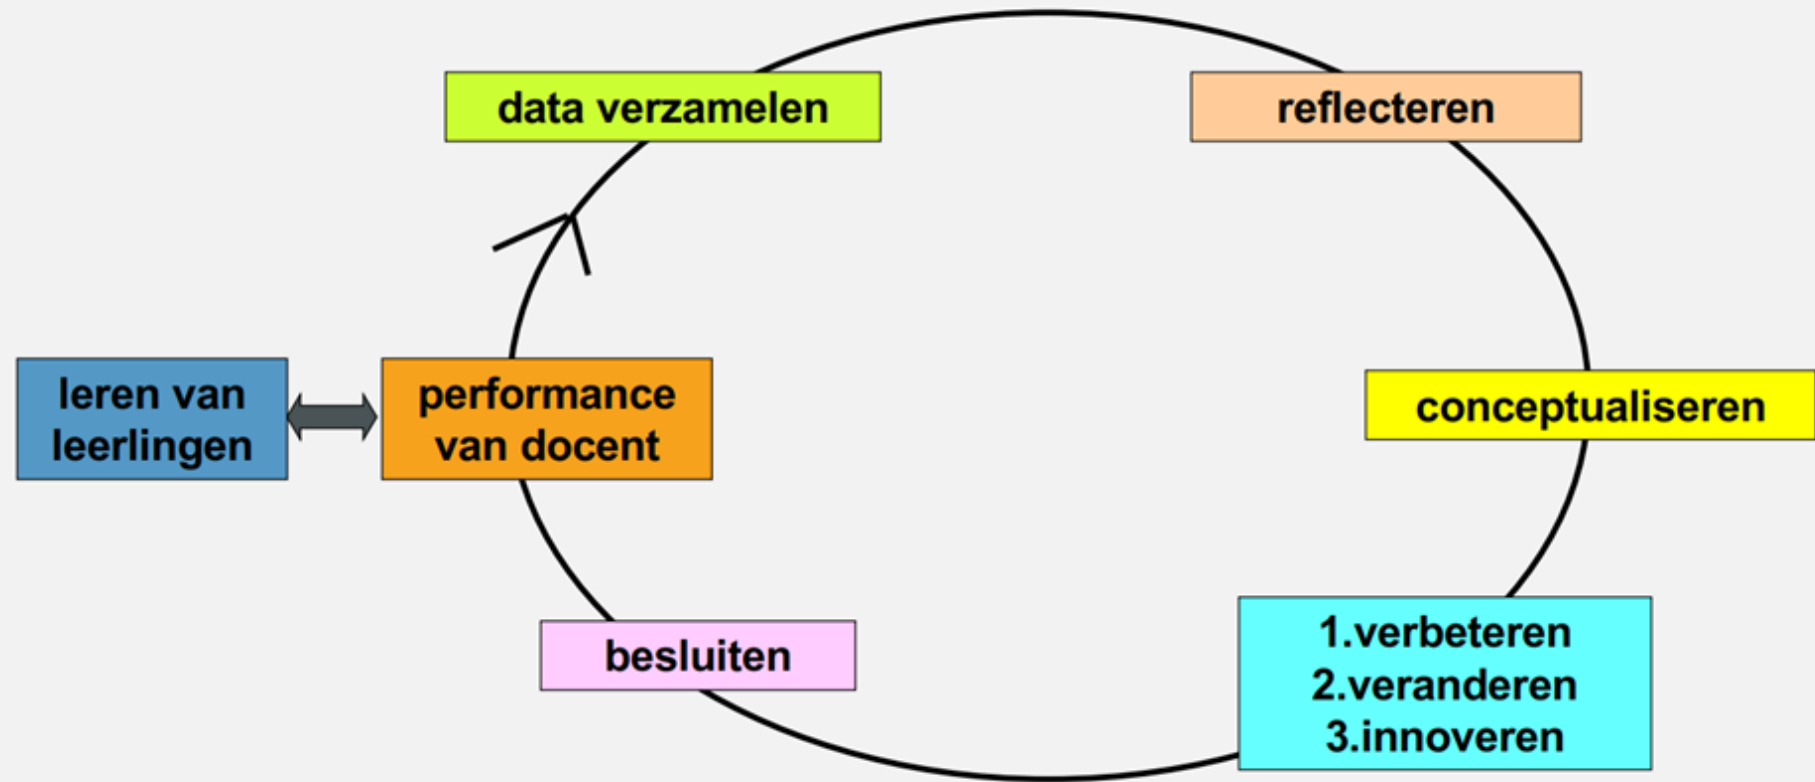 data verzamelen
reflecteren
leren van
leerlingen
performance
van docent
conceptualiseren
besluiten
1.verbeteren
2.veranderen
3.innoveren